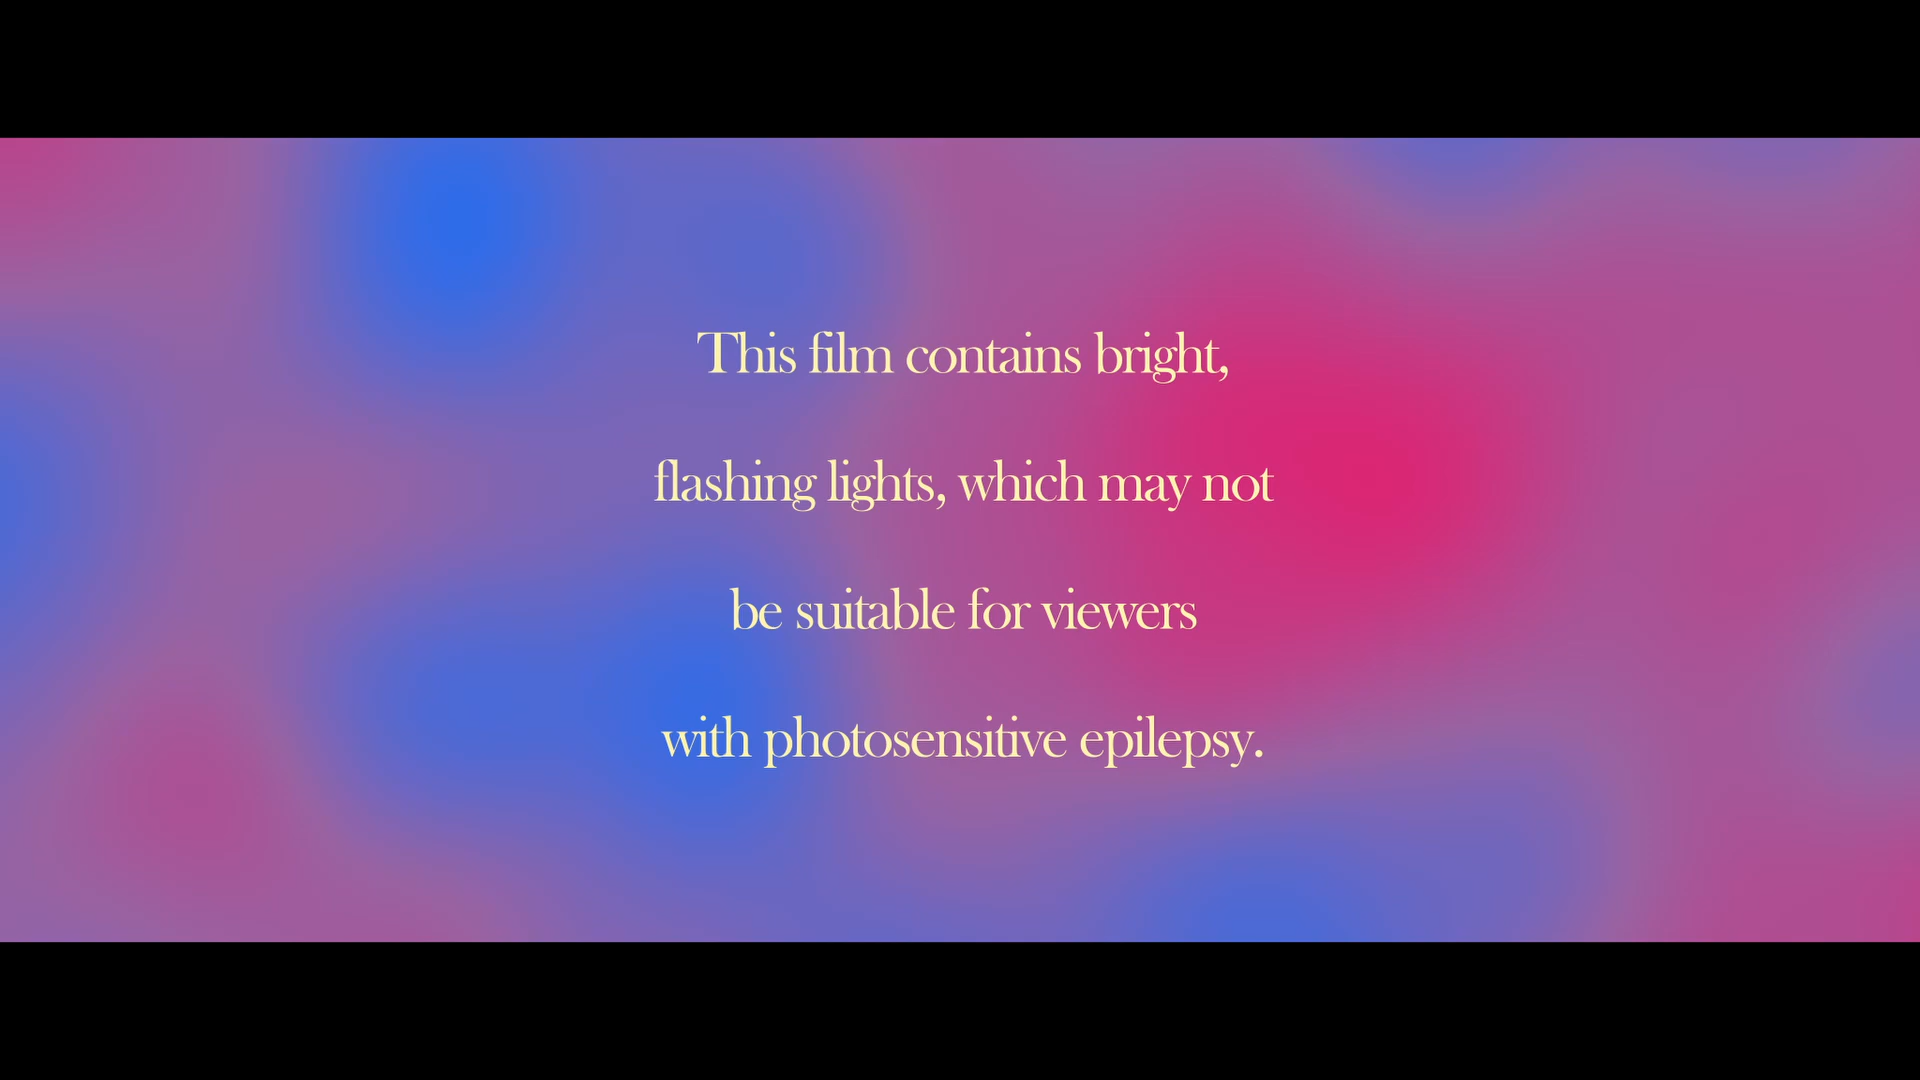 This film contains bright,
flashing lights, which may not
be suitable for viewers
with photosensitive epilepsy.